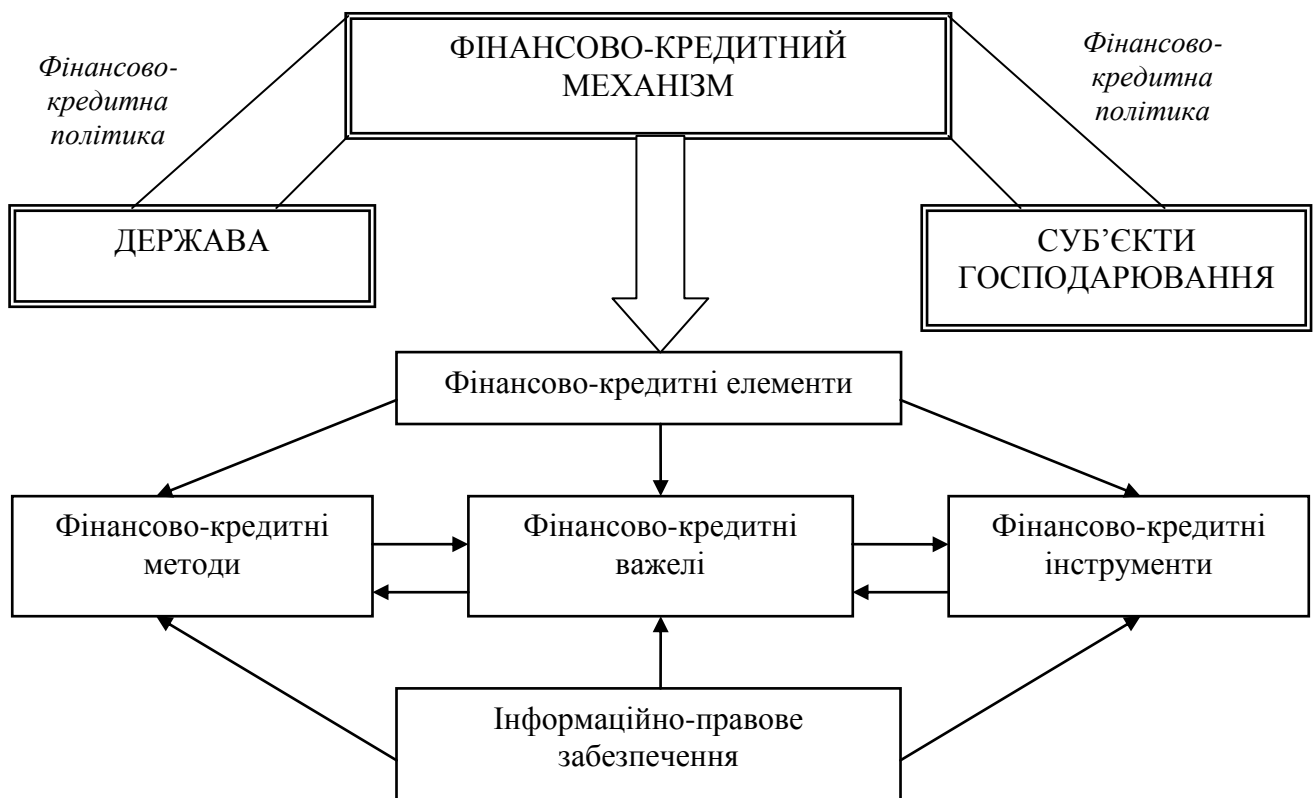 ФІНАНСОВО-КРЕДИТНИЙ
МЕХАНІЗМ
Фінансово-
кредитна
політика
Фінансово-
кредитна
політика
ДЕРЖАВА
СУБ’ЄКТИ
ГОСПОДАРЮВАННЯ
Фінансово-кредитні елементи
Фінансово-кредитні
методи
Фінансово-кредитні
важелі
Фінансово-кредитні
інструменти
Інформаційно-правове
забезпечення